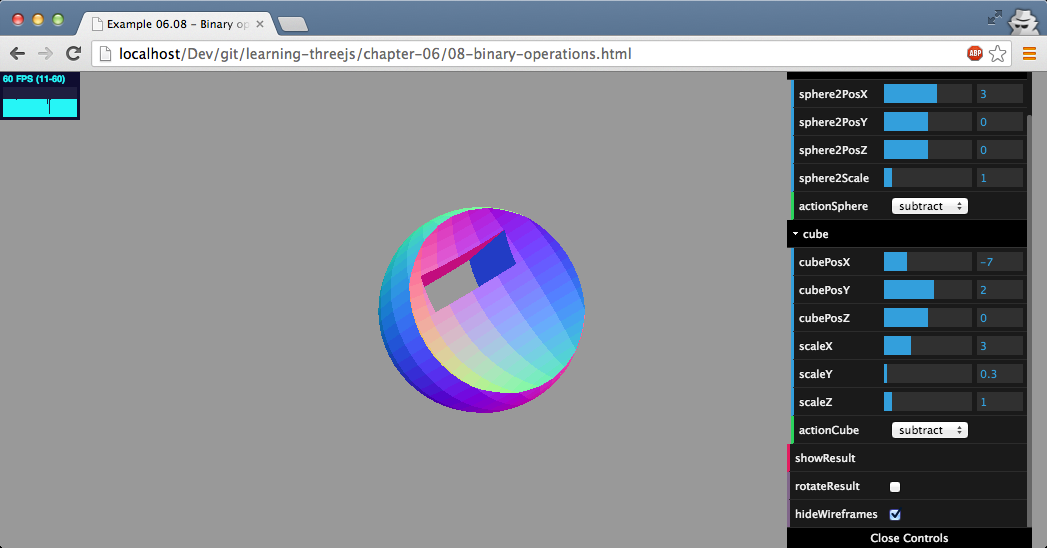 Example 06.08 - Binary op
localhost/Dev/git/learning-threejs/chapter-06/08-binary-operations.html
ABP
60 FPS (11-60)
sphere2PosX 3
sphere2PosY 0
sphere2PosZ 0
sphere2Scale 1
actionSphere subtract
cube
cubePosX -7
cubePosY 2
cubePosZ 0
scaleX 3
scaleY 0.3
scaleZ 1
actionCube subtract
showResult
rotateResult
hideWireframes
Close Controls